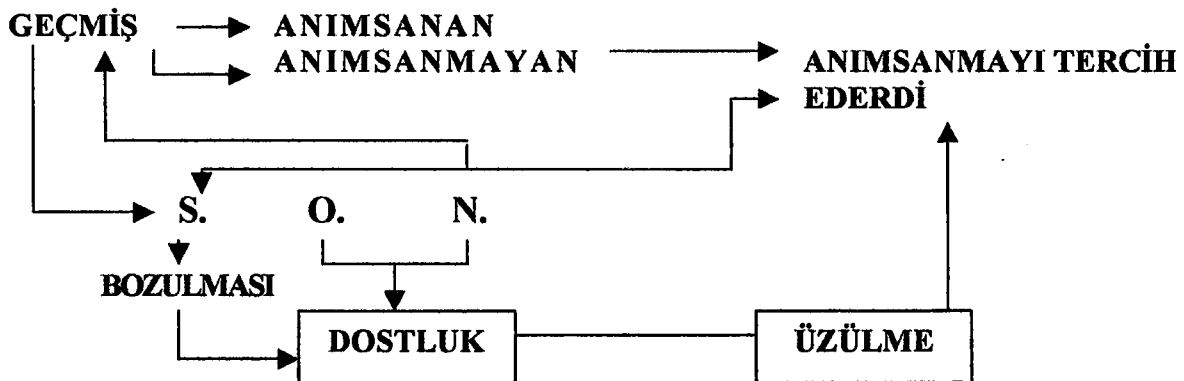 GEÇMİŞ ANIMSANAN
ANIMSANMAYAN
ANIMSANMAYI TERCİH
EDERDİ
S. O. N.
BOZULMASI
DOSTLUK ÜZÜLME